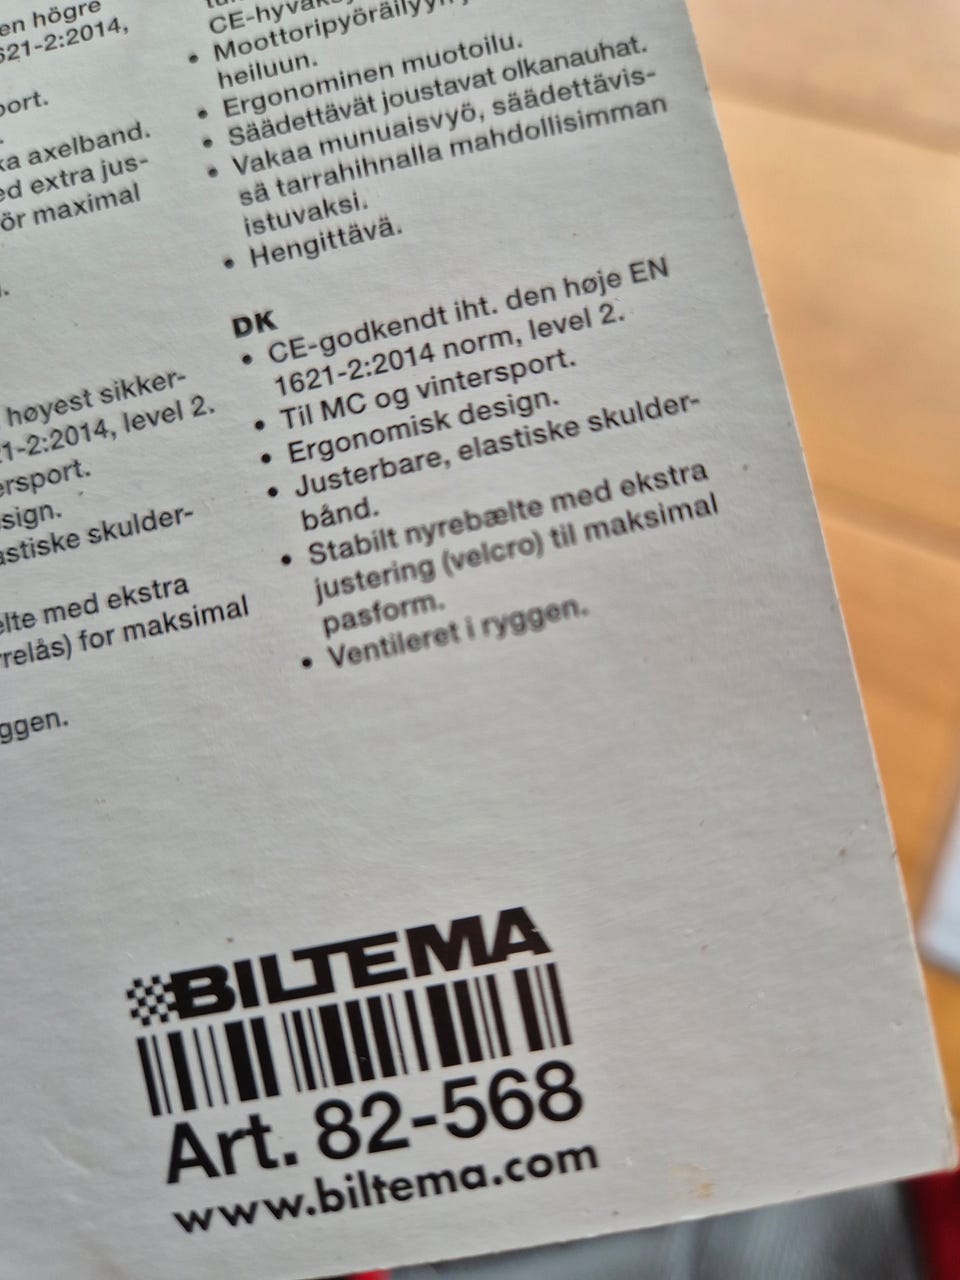 en högre
621-2:2014,
port.
ka axelband.
ed extra jus-
ör maximal
høyest sikker-
21-2:2014, level 2.
ersport.
sign.
astiske skulder-
elte med ekstra
rrelås) for maksimal
ggen.
CE-hyväks
• Moottoripyöräilyyn
heiluun.
• Ergonominen muotoilu.
• Säädettävät joustavat olkanauhat.
• Vakaa munuaisvyö, säädettävis-
sä tarrahihnalla mahdollisimman
istuvaksi.
• Hengittävä.
DK
• CE-godkendt iht. den høje EN
1621-2:2014 norm, level 2.
• Til MC og vintersport.
• Ergonomisk design.
• Justerbare, elastiske skulder-
bånd.
• Stabilt nyrebælte med ekstra
justering (velcro) til maksimal
pasform.
• Ventileret i ryggen.
BILTEMA
Art. 82-568
www.biltema.com